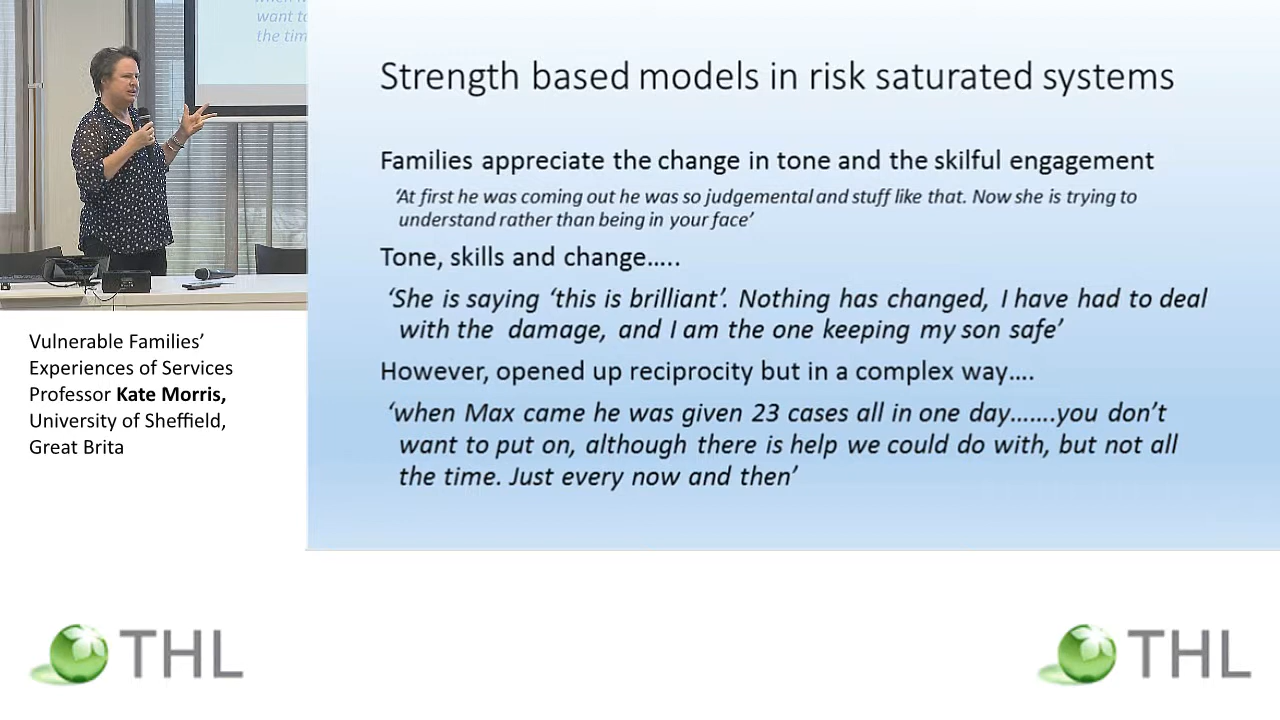 want to
the tim
Strength based models in risk saturated systems
Families appreciate the change in tone and the skilful engagement
‘At first he was coming out he was so judgemental and stuff like that. Now she is trying to
understand rather than being in your face’
Tone, skills and change…..
‘She is saying ‘this is brilliant’. Nothing has changed, I have had to deal
with the damage, and I am the one keeping my son safe’
However, opened up reciprocity but in a complex way….
‘when Max came he was given 23 cases all in one day…….you don’t
want to put on, although there is help we could do with, but not all
the time. Just every now and then’
Vulnerable Families’
Experiences of Services
Professor Kate Morris,
University of Sheffield,
Great Brita
THL
THL